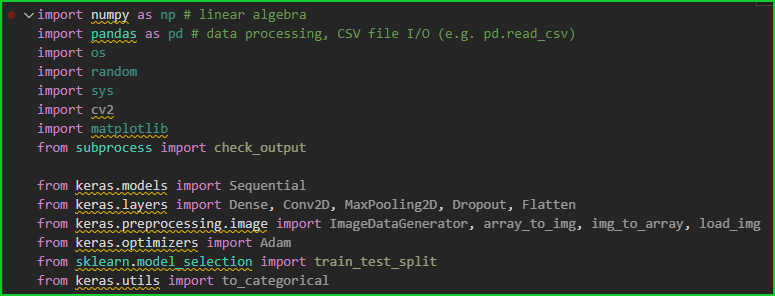 import numpy as np # linear algebra
import pandas as pd # data processing, CSV file I/O (e.g. pd.read_csv)
import os
import random
import sys
import cv2
import matplotlib
from subprocess import check_output

from keras.models import Sequential
from keras.layers import Dense, Conv2D, MaxPooling2D, Dropout, Flatten
from keras.preprocessing.image import ImageDataGenerator, array_to_img, img_to_array, load_img
from keras.optimizers import Adam
from sklearn.model_selection import train_test_split
from keras.utils import to_categorical